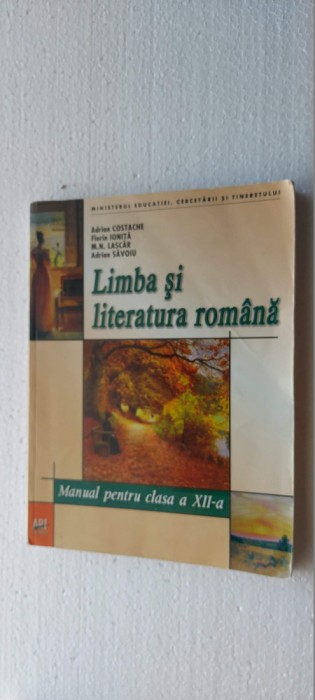 MINISTERUL EDUCAȚIEI, CERCETĂRII ȘI TINERETULUI
Adrian COSTACHE
Florin IONIȚĂ
M.N. LASCĂR
Adrian SĂVOIU
Limba și
literatura română
Manual pentru clasa a XII-a
ART